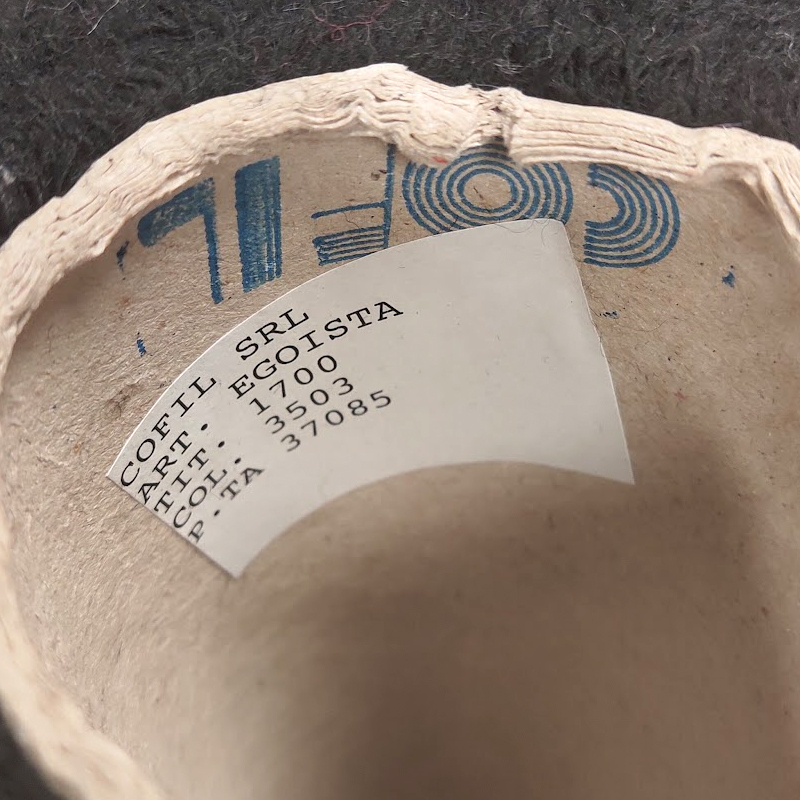 COFIL
COFIL SRL
ART. EGOISTA
TIT. 1700
COL. 3503
P.TA 37085